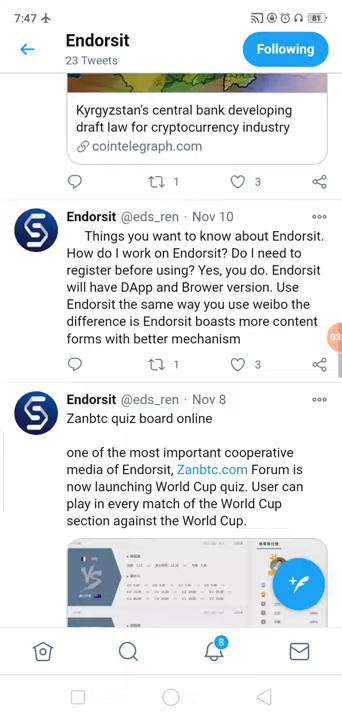 7:47
81
Endorsit
23 Tweets
Following
Kyrgyzstan's central bank developing
draft law for cryptocurrency industry
cointelegraph.com
1
3
Endorsit @eds_ren · Nov 10
Things you want to know about Endorsit.
How do I work on Endorsit? Do I need to
register before using? Yes, you do. Endorsit
will have DApp and Brower version. Use
Endorsit the same way you use weibo the
difference is Endorsit boasts more content
forms with better mechanism
1
3
Endorsit @eds_ren · Nov 8
Zanbtc quiz board online
one of the most important cooperative
media of Endorsit, Zanbtc.com Forum is
now launching World Cup quiz. User can
play in every match of the World Cup
section against the World Cup.
VS
8